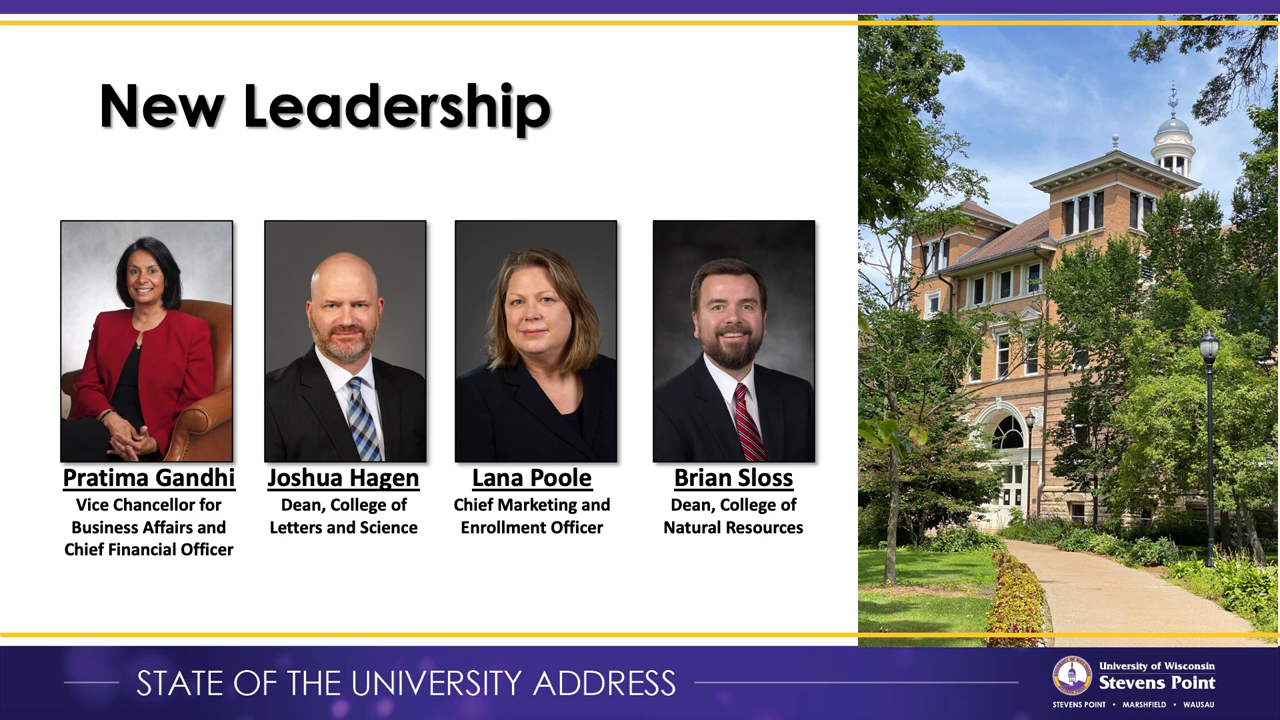 New Leadership
Pratima Gandhi
Vice Chancellor for
Business Affairs and
Chief Financial Officer
Joshua Hagen
Dean, College of
Letters and Science
Lana Poole
Chief Marketing and
Enrollment Officer
Brian Sloss
Dean, College of
Natural Resources
STATE OF THE UNIVERSITY ADDRESS
University of Wisconsin
Stevens Point
STEVENS POINT • MARSHFIELD • WAUSAU